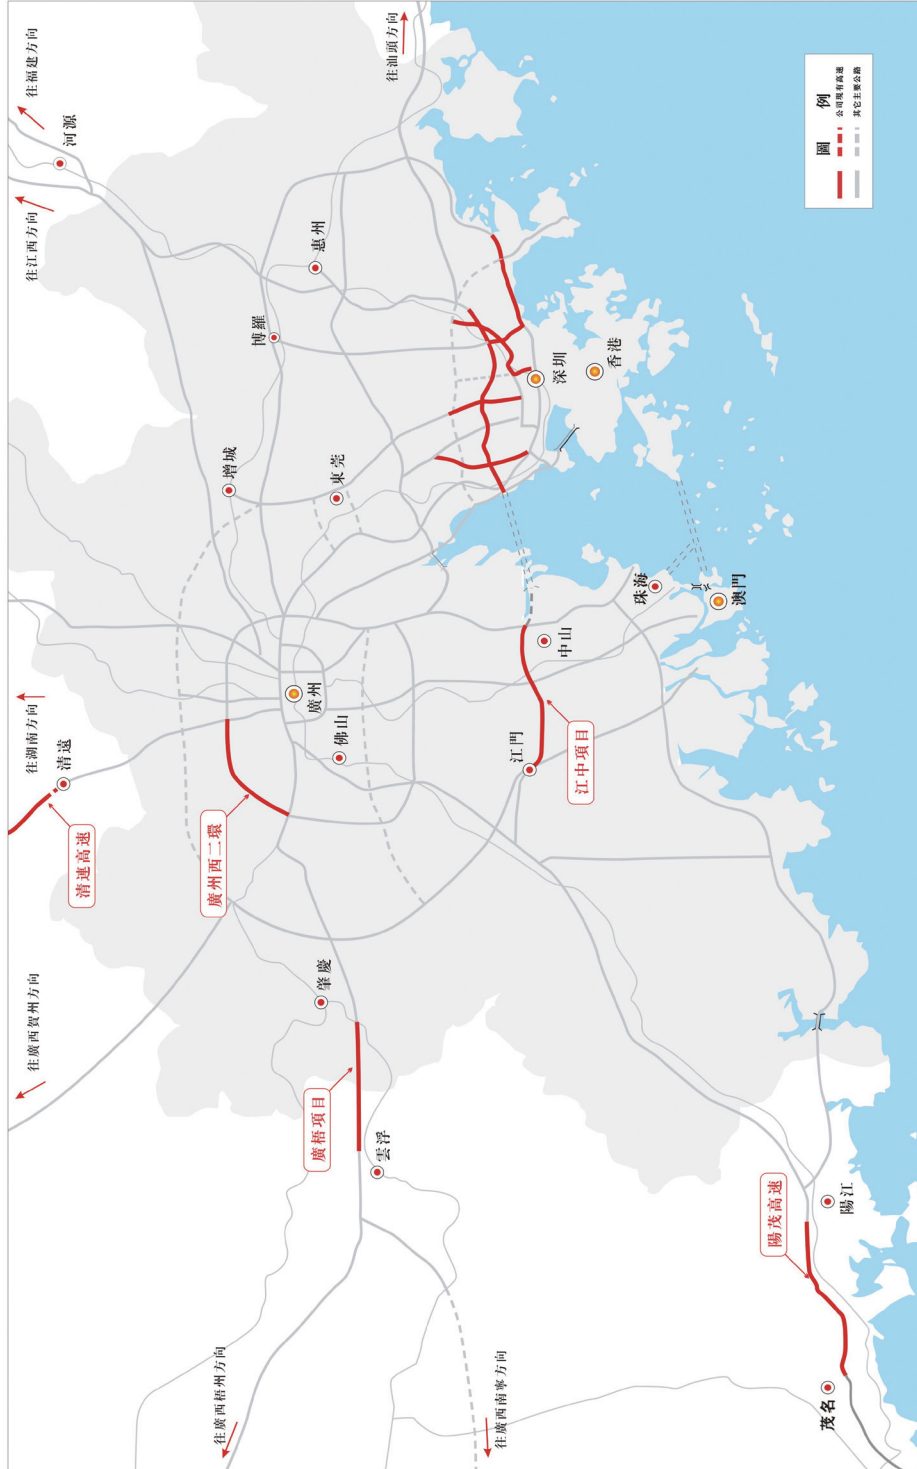 往廣西賀州方向
往湖南方向
往江西方向
往福建方向
清連高速
清遠
河源
廣州西二環
增城
博羅
惠州
往汕頭方向
肇慶
廣州
佛山
東莞
廣梧項目
雲浮
往廣西梧州方向
往廣西南寧方向
江門
中山
江中項目
深圳
香港
珠海
澳門
陽茂高速
陽江
茂名
圖例
公司現有高速
其它主要公路